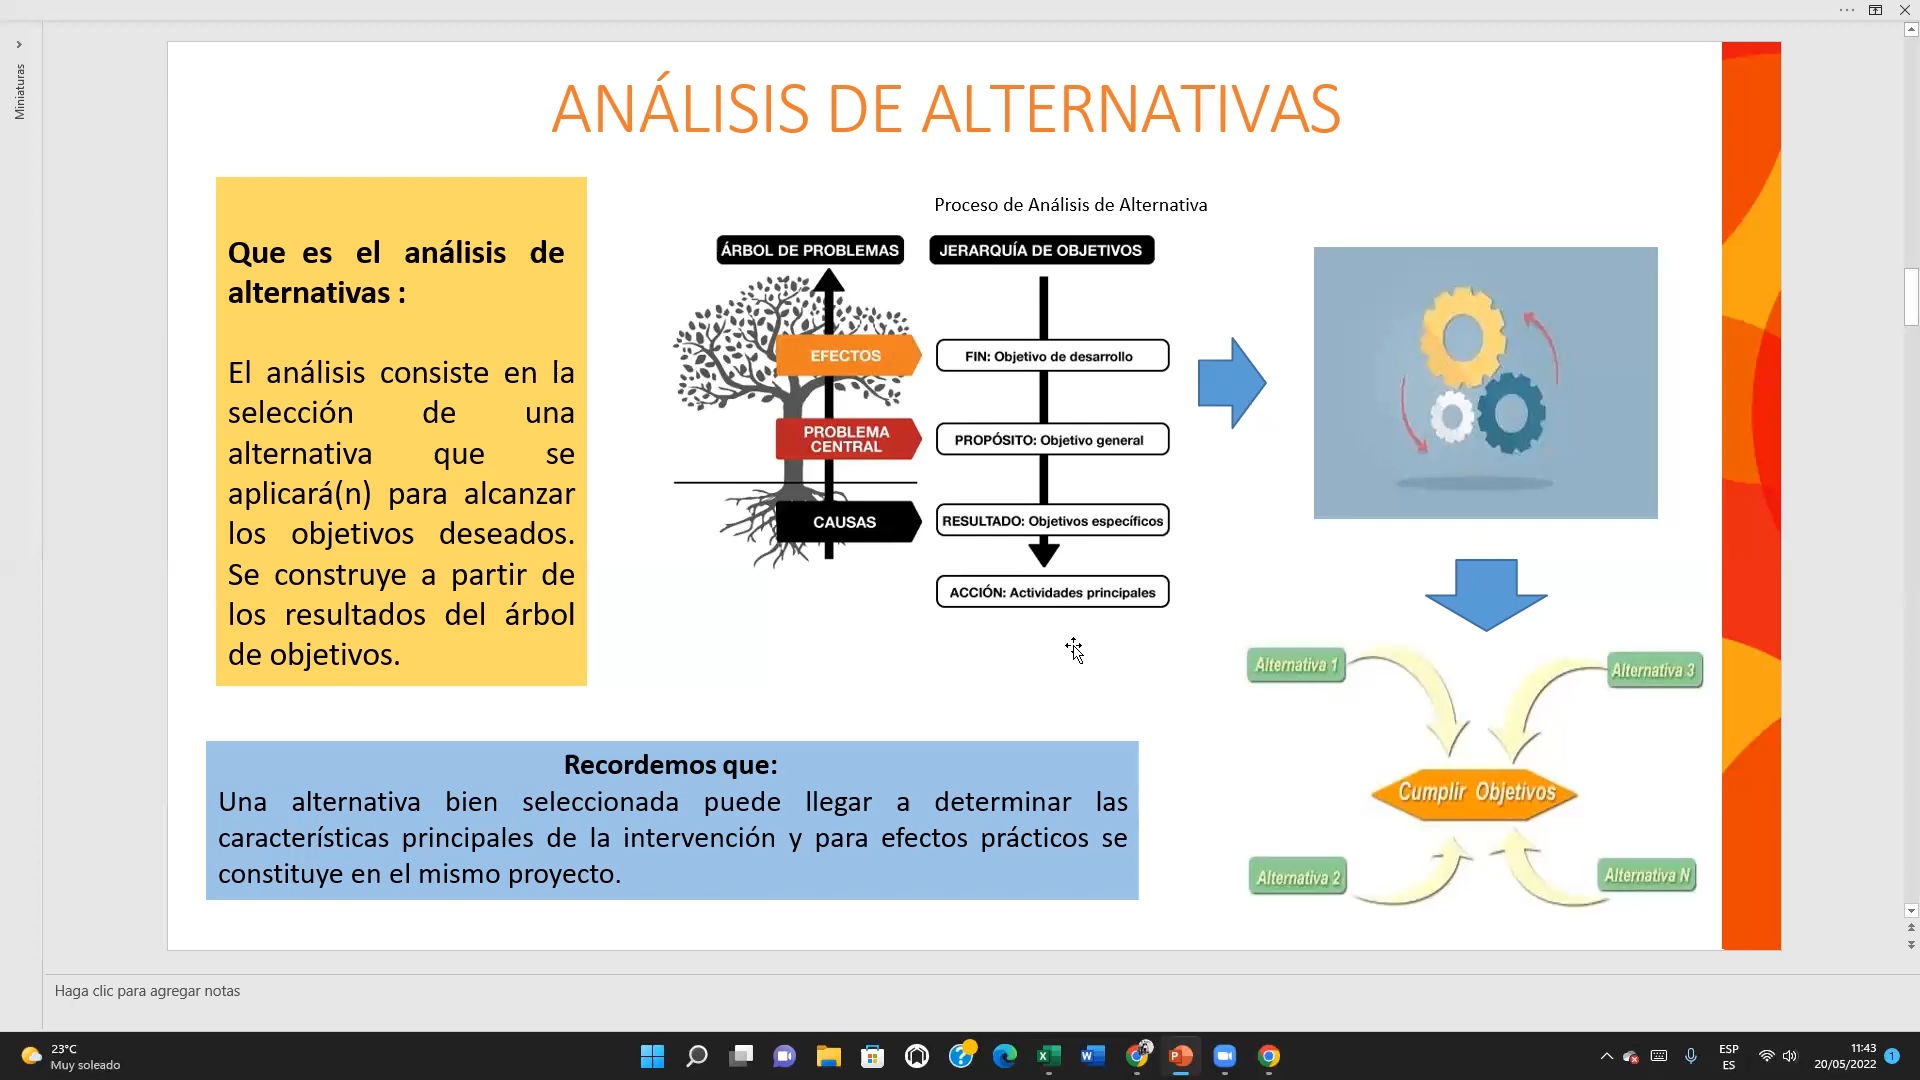 Miniaturas
ANÁLISIS DE ALTERNATIVAS
Que es el análisis de
alternativas :
El análisis consiste en la
selección de una
alternativa que se
aplicará(n) para alcanzar
los objetivos deseados.
Se construye a partir de
los resultados del árbol
de objetivos.
Proceso de Análisis de Alternativa
ÁRBOL DE PROBLEMAS
JERARQUÍA DE OBJETIVOS
EFECTOS
FIN: Objetivo de desarrollo
PROBLEMA
CENTRAL
PROPÓSITO: Objetivo general
CAUSAS
RESULTADO: Objetivos específicos
ACCIÓN: Actividades principales
Alternativa 1
Alternativa 3
Cumplir Objetivos
Alternativa 2
Alternativa N
Recordemos que:
Una alternativa bien seleccionada puede llegar a determinar las
características principales de la intervención y para efectos prácticos se
constituye en el mismo proyecto.
Haga clic para agregar notas
23°C
Muy soleado
ESP
ES
11:43
20/05/2022
1